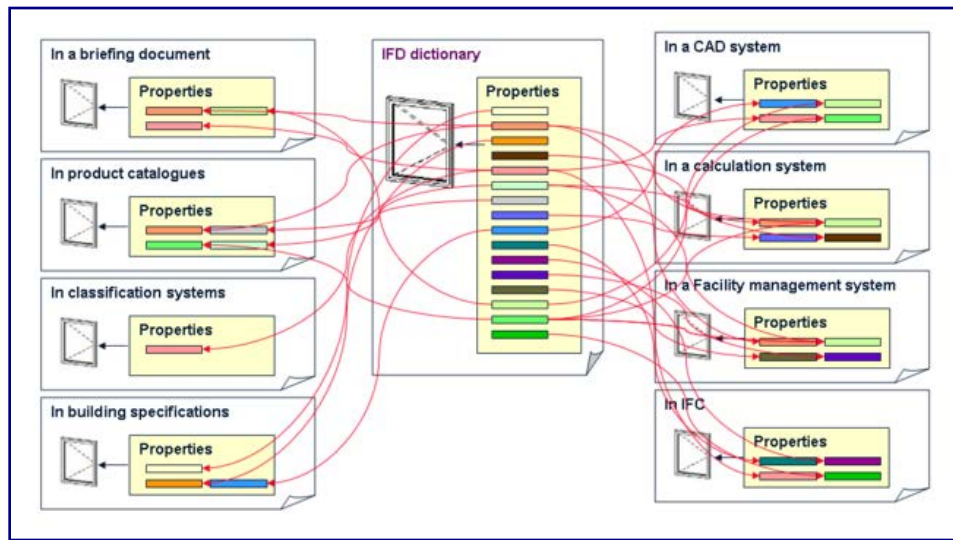 In a briefing document
Properties
In product catalogues
Properties
In classification systems
Properties
In building specifications
Properties
IFD dictionary
Properties
In a CAD system
Properties
In a calculation system
Properties
In a Facility management system
Properties
In IFC
Properties